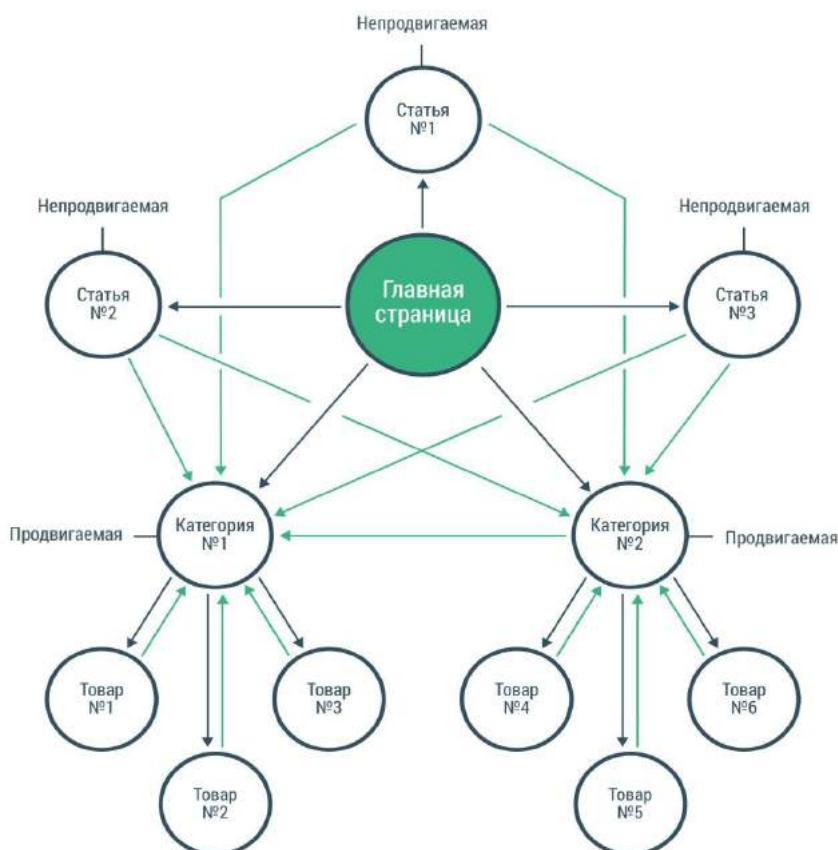 Непродвигаемая
Статья
№1
Непродвигаемая
Непродвигаемая
Статья
№2
Главная
страница
Статья
№3
Продвигаемая
Категория
№1
Категория
№2
Продвигаемая
Товар
№1
Товар
№3
Товар
№4
Товар
№6
Товар
№2
Товар
№5